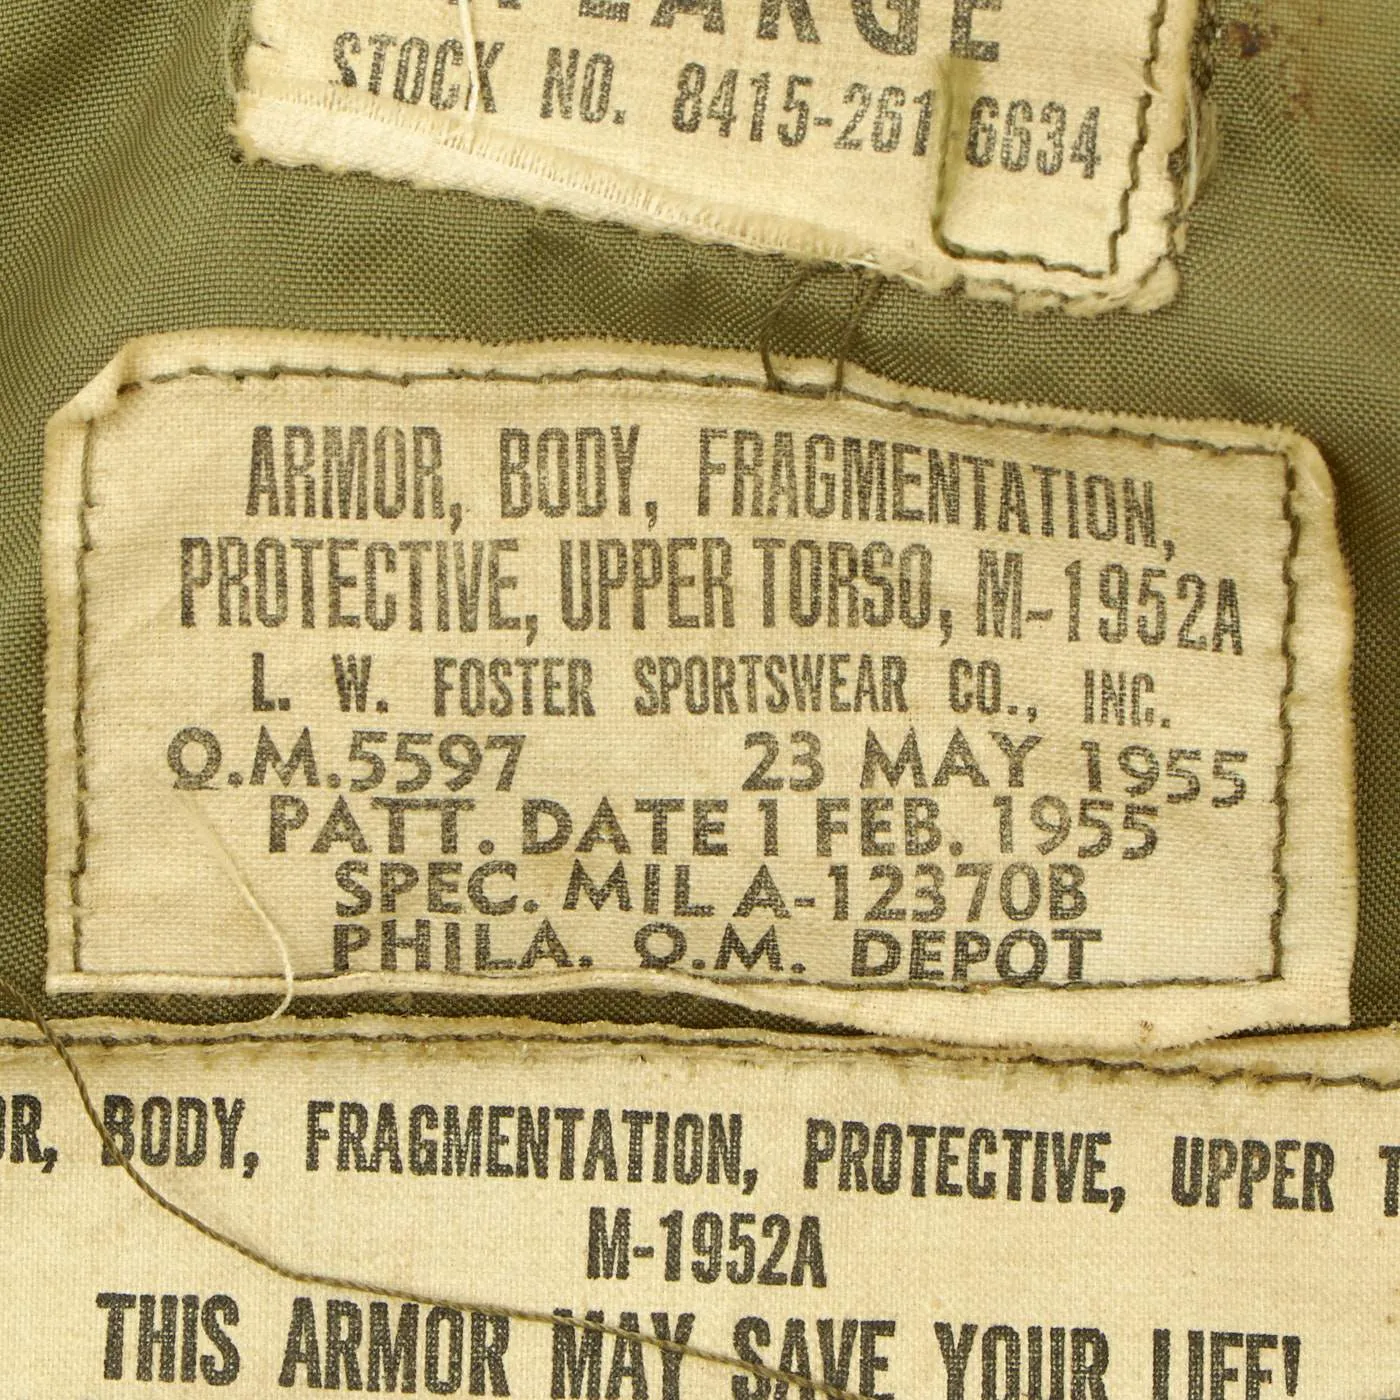 LARGE
STOCK NO. 8415-261 6634
ARMOR, BODY, FRAGMENTATION,
PROTECTIVE, UPPER TORSO, M-1952A
L. W. FOSTER SPORTSWEAR CO., INC.
Q.M.5597 23 MAY 1955
PATT. DATE 1 FEB. 1955
SPEC. MIL A-12370B
PHILA. Q.M. DEPOT
BODY, FRAGMENTATION, PROTECTIVE, UPPER
M-1952A
THIS ARMOR MAY SAVE YOUR LIFE!